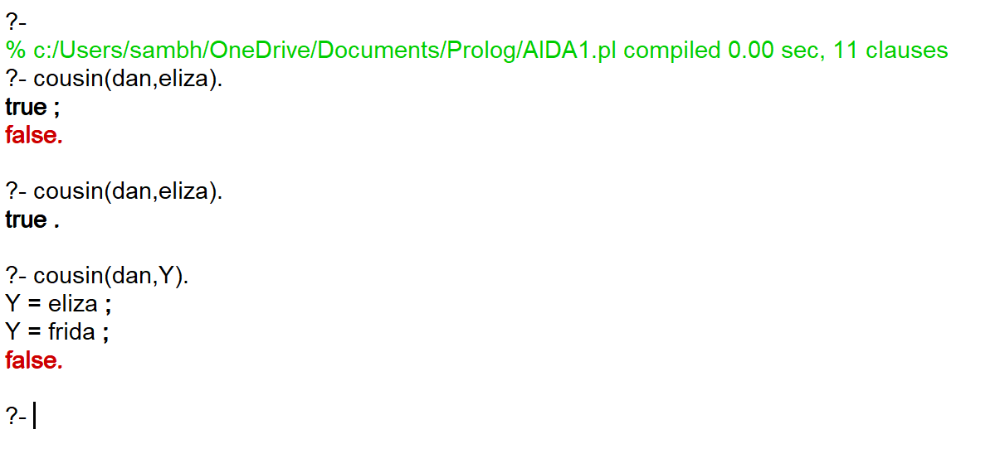 ?-
% c:/Users/sambh/OneDrive/Documents/Prolog/AIDA1.pl compiled 0.00 sec, 11 clauses
?- cousin(dan,eliza).
true ;
false.
?- cousin(dan,eliza).
true .
?- cousin(dan,Y).
Y = eliza ;
Y = frida ;
false.
?-